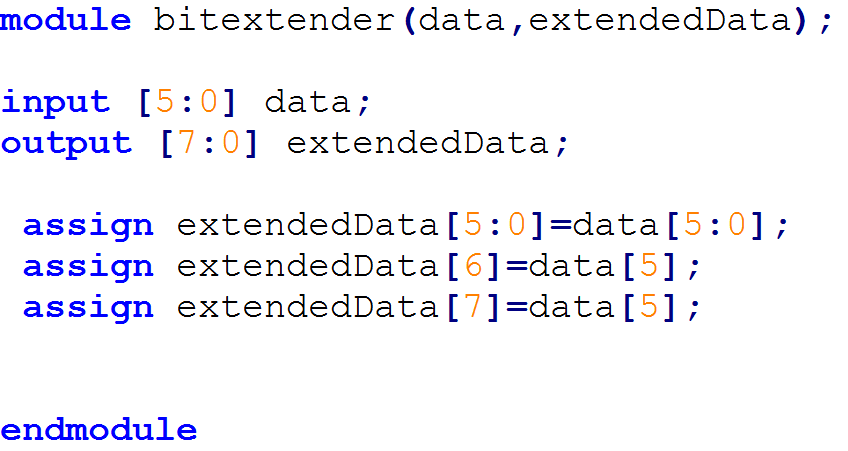 module bitextender(data,extendedData);
input [5:0] data;
output [7:0] extendedData;
assign extendedData[5:0]=data[5:0];
assign extendedData[6]=data[5];
assign extendedData[7]=data[5];
endmodule